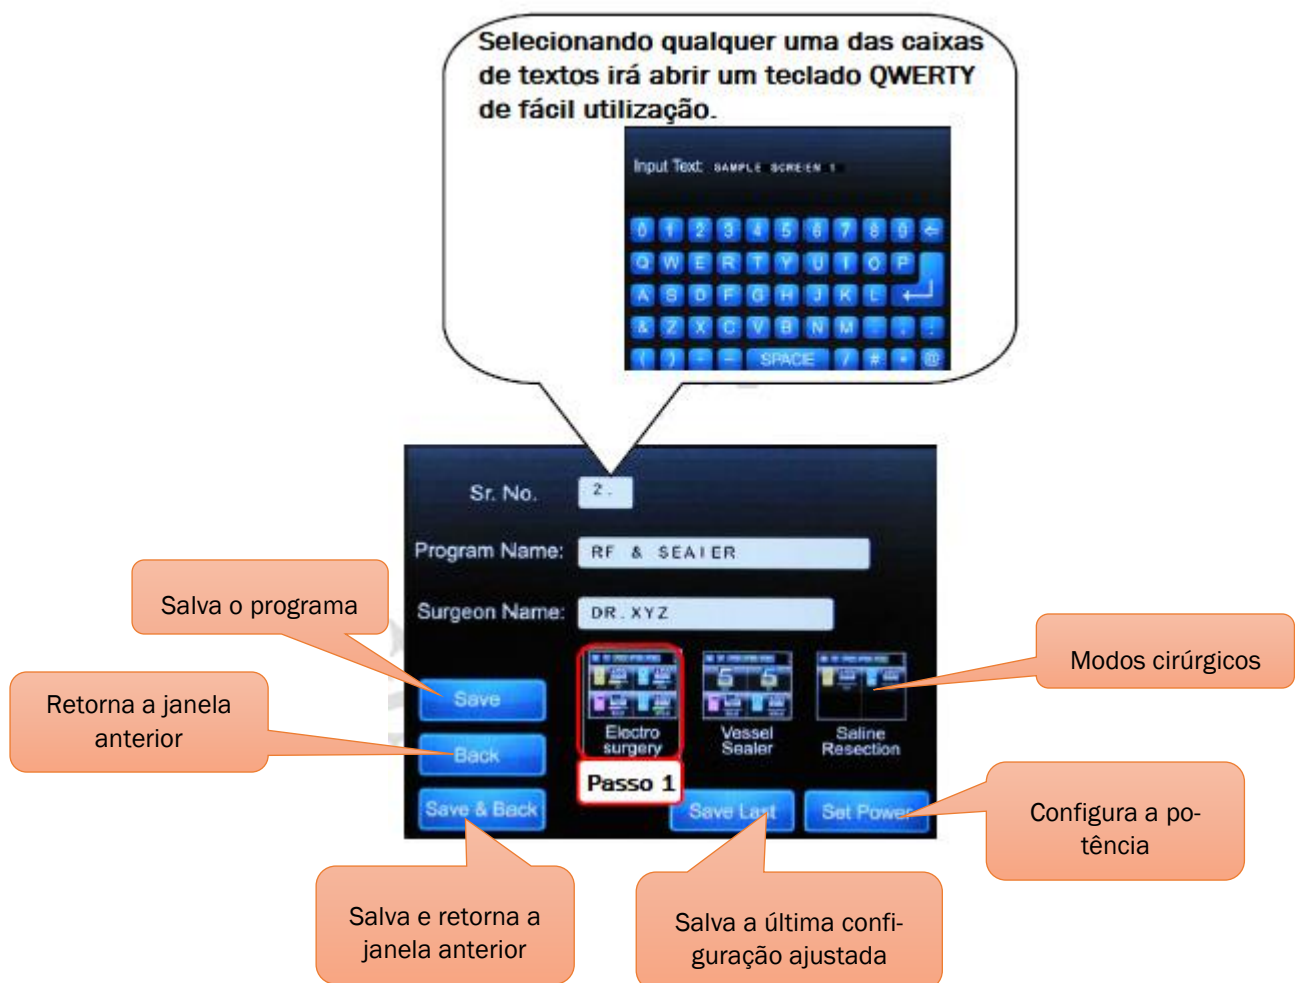 Selecionando qualquer uma das caixas
de textos irá abrir um teclado QWERTY
de fácil utilização.
Input Text: SAMPLE SCREEN 1
0 1 2 3 4 5 6 7 8 9 ←
Q W E R T Y U I O P
A S D F G H J K L
& Z X C V B N M
( ) - SPACE / # @
Sr. No. 2.
Program Name: RF & SEAIER
Surgeon Name: DR.XYZ
Salva o programa
Modos cirúrgicos
Retorna a janela
anterior
Save
Back
Save & Back
Electro
surgery
Vessel
Sealer
Saline
Resection
Passo 1
Save Last
Set Power
Configura a po-
tência
Salva e retorna a
janela anterior
Salva a última confi-
guração ajustada